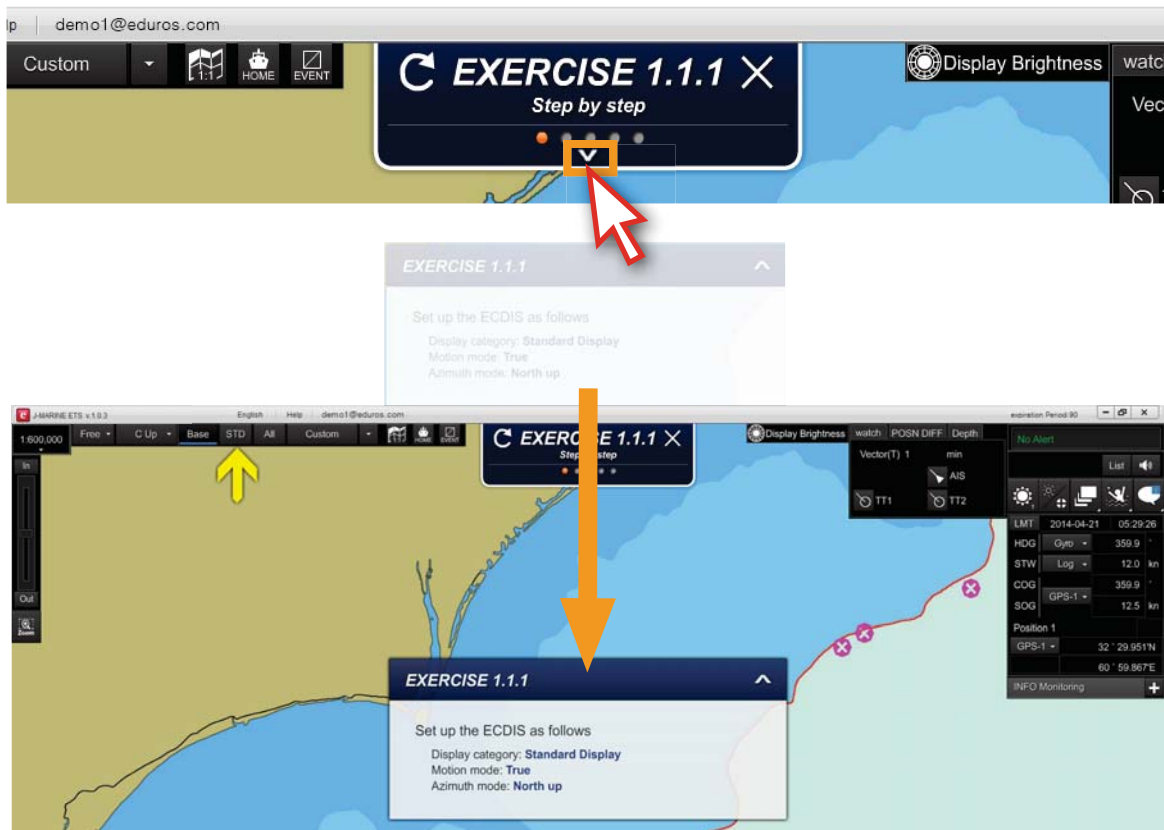 lp demo1@eduros.com
Custom 1:1 HOME EVENT
EXERCISE 1.1.1
Step by step
Display Brightness watc
Vec
EXERCISE 1.1.1
Set up the ECDIS as follows
Display category: Standard Display
Motion mode: True
Azimuth mode: North up
J-MARINE ETS v.1.0.3 English Help demo1@eduros.com expiration Period:90
1:600,000 Free C Up Base STD All Custom HOME EVENT
EXERCISE 1.1.1
Step by step
Display Brightness watch POSN DIFF Depth
Vector(T) 1 min
AIS
TT1 TT2
No Alert
List
In
Out
Zoom
LMT 2014-04-21 05:29:26
HDG Gyro 359.9 °
STW Log 12.0 kn
COG 359.9 °
GPS-1
SOG 12.5 kn
Position 1
GPS-1 32 ° 29.951'N
60 ° 59.867'E
INFO Monitoring
EXERCISE 1.1.1
Set up the ECDIS as follows
Display category: Standard Display
Motion mode: True
Azimuth mode: North up